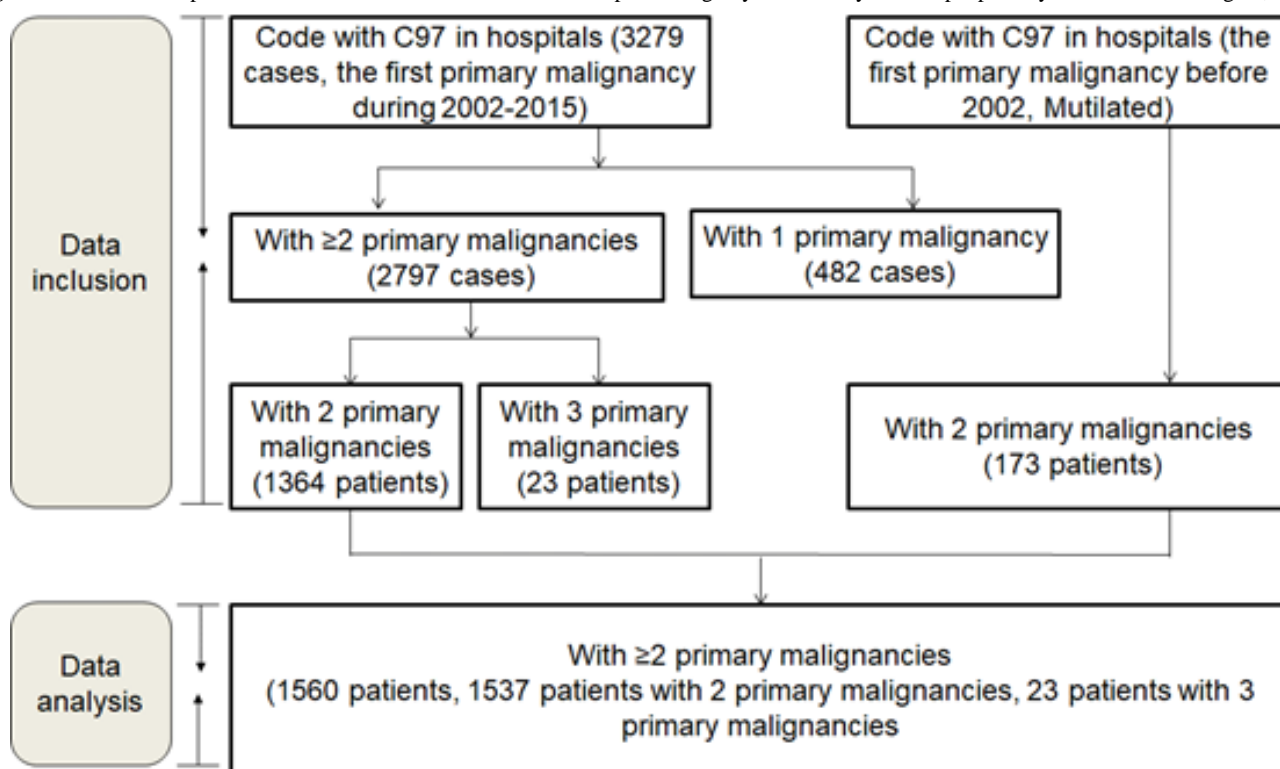 Code with C97 in hospitals (3279
cases, the first primary malignancy
during 2002-2015)
Code with C97 in hospitals (the
first primary malignancy before
2002, Mutilated)
Data
inclusion
With ≥2 primary malignancies
(2797 cases)
With 1 primary malignancy
(482 cases)
With 2 primary
malignancies
(1364 patients)
With 3 primary
malignancies
(23 patients)
With 2 primary malignancies
(173 patients)
Data
analysis
With ≥2 primary malignancies
(1560 patients, 1537 patients with 2 primary malignancies, 23 patients with 3
primary malignancies